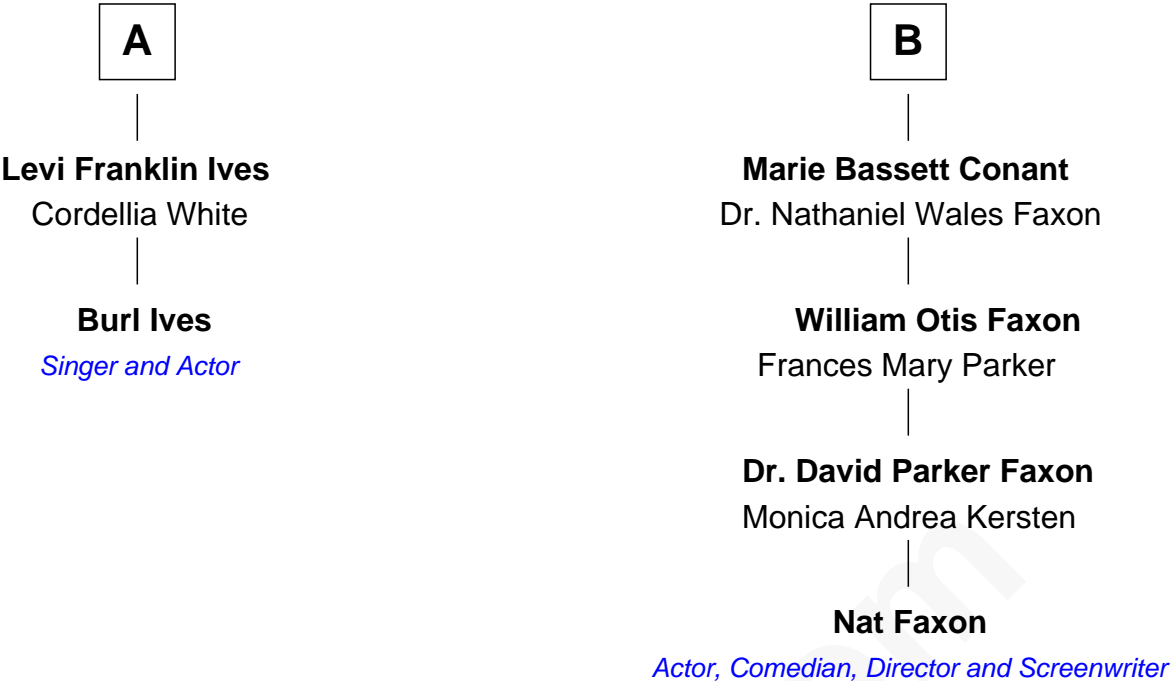 A
Levi Franklin Ives
Cordellia White
Burl Ives
Singer and Actor
B
Marie Bassett Conant
Dr. Nathaniel Wales Faxon
William Otis Faxon
Frances Mary Parker
Dr. David Parker Faxon
Monica Andrea Kersten
Nat Faxon
Actor, Comedian, Director and Screenwriter